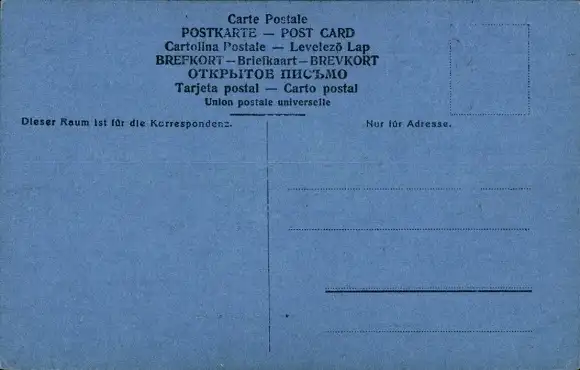 Carte Postale
POSTKARTE — POST CARD
Cartolina Postale — Levelező Lap
BREFKORT — Briefkaart — BREVKORT
ОТКРЫТОЕ ПИСЬМО
Tarjeta postal — Carto postal
Union postale universelle
Dieser Raum ist für die Korrespondenz.
Nur für Adresse.